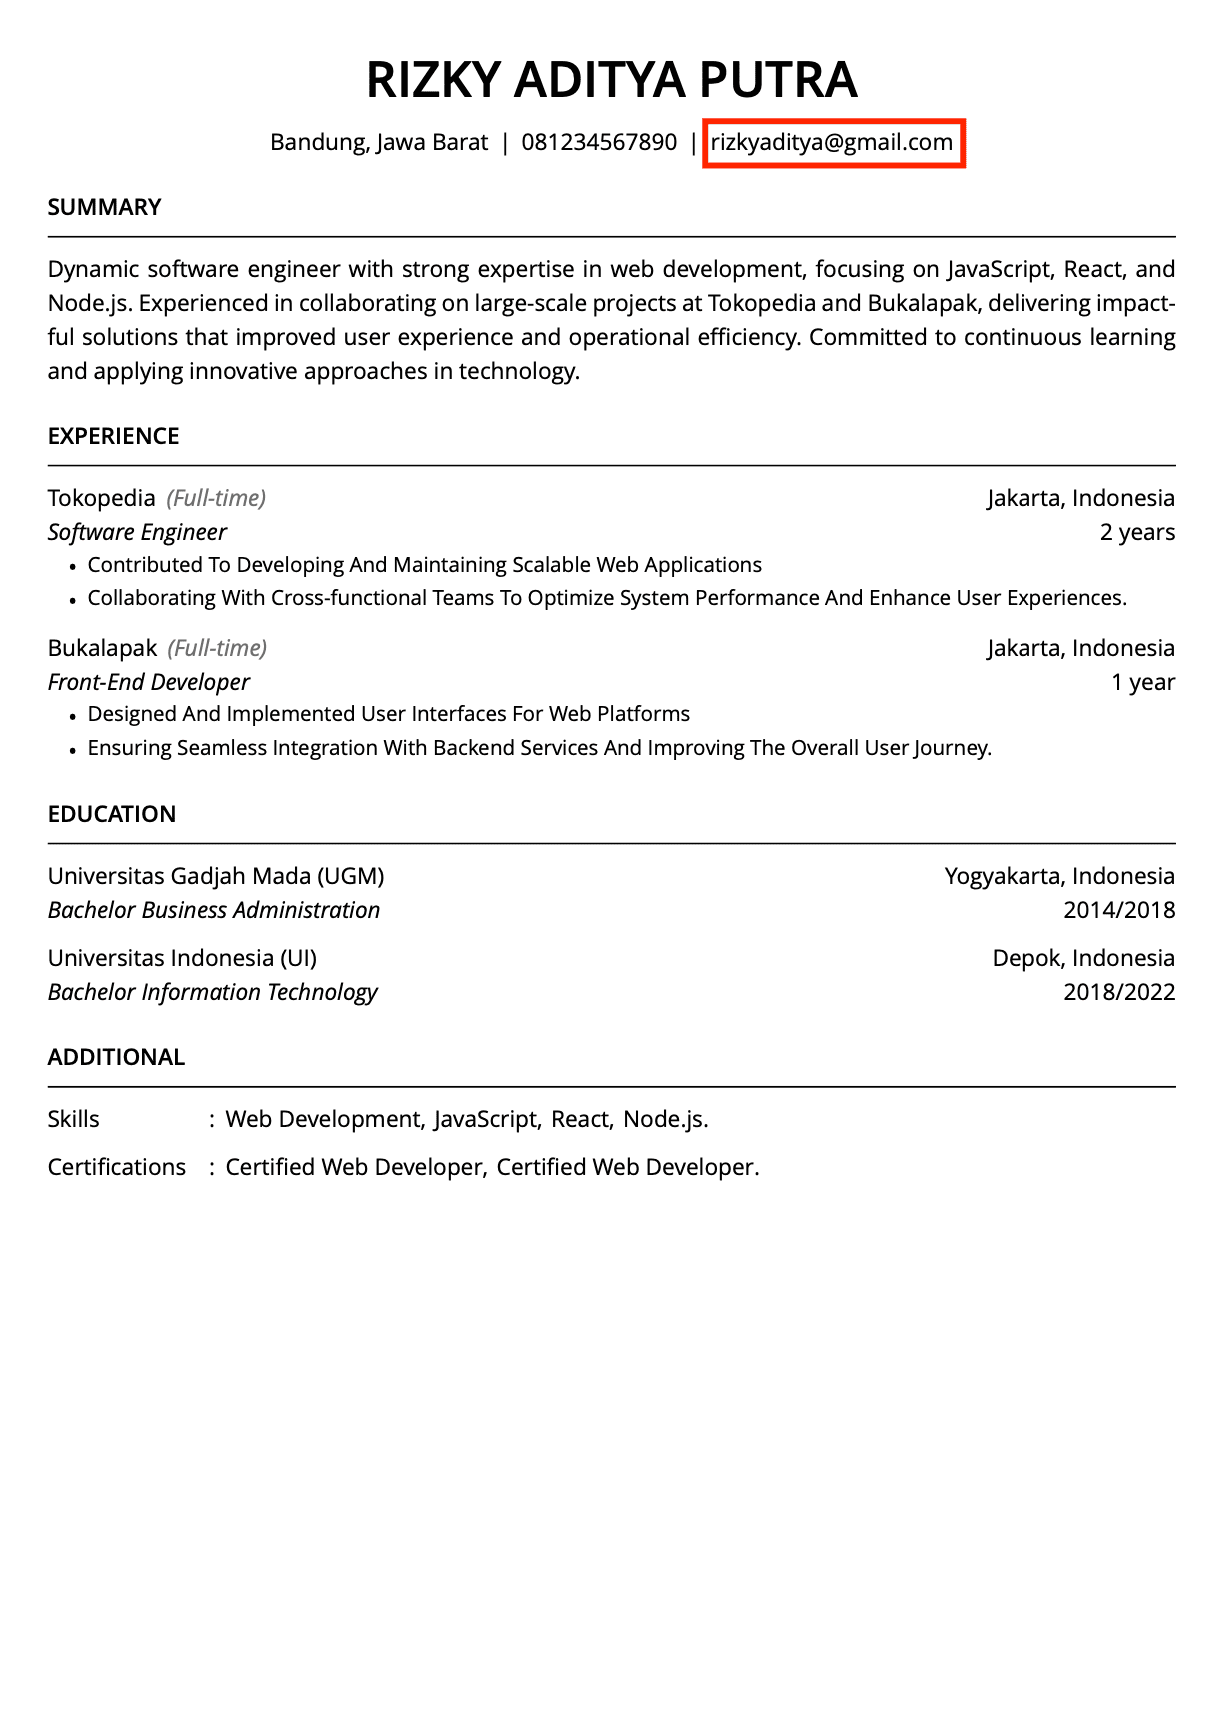 RIZKY ADITYA PUTRA
Bandung, Jawa Barat | 081234567890 | rizkyaditya@gmail.com
SUMMARY
Dynamic software engineer with strong expertise in web development, focusing on JavaScript, React, and
Node.js. Experienced in collaborating on large-scale projects at Tokopedia and Bukalapak, delivering impact-
ful solutions that improved user experience and operational efficiency. Committed to continuous learning
and applying innovative approaches in technology.
EXPERIENCE
Tokopedia (Full-time) Jakarta, Indonesia
Software Engineer 2 years
• Contributed To Developing And Maintaining Scalable Web Applications
• Collaborating With Cross-functional Teams To Optimize System Performance And Enhance User Experiences.
Bukalapak (Full-time) Jakarta, Indonesia
Front-End Developer 1 year
• Designed And Implemented User Interfaces For Web Platforms
• Ensuring Seamless Integration With Backend Services And Improving The Overall User Journey.
EDUCATION
Universitas Gadjah Mada (UGM) Yogyakarta, Indonesia
Bachelor Business Administration 2014/2018
Universitas Indonesia (UI) Depok, Indonesia
Bachelor Information Technology 2018/2022
ADDITIONAL
Skills : Web Development, JavaScript, React, Node.js.
Certifications : Certified Web Developer, Certified Web Developer.